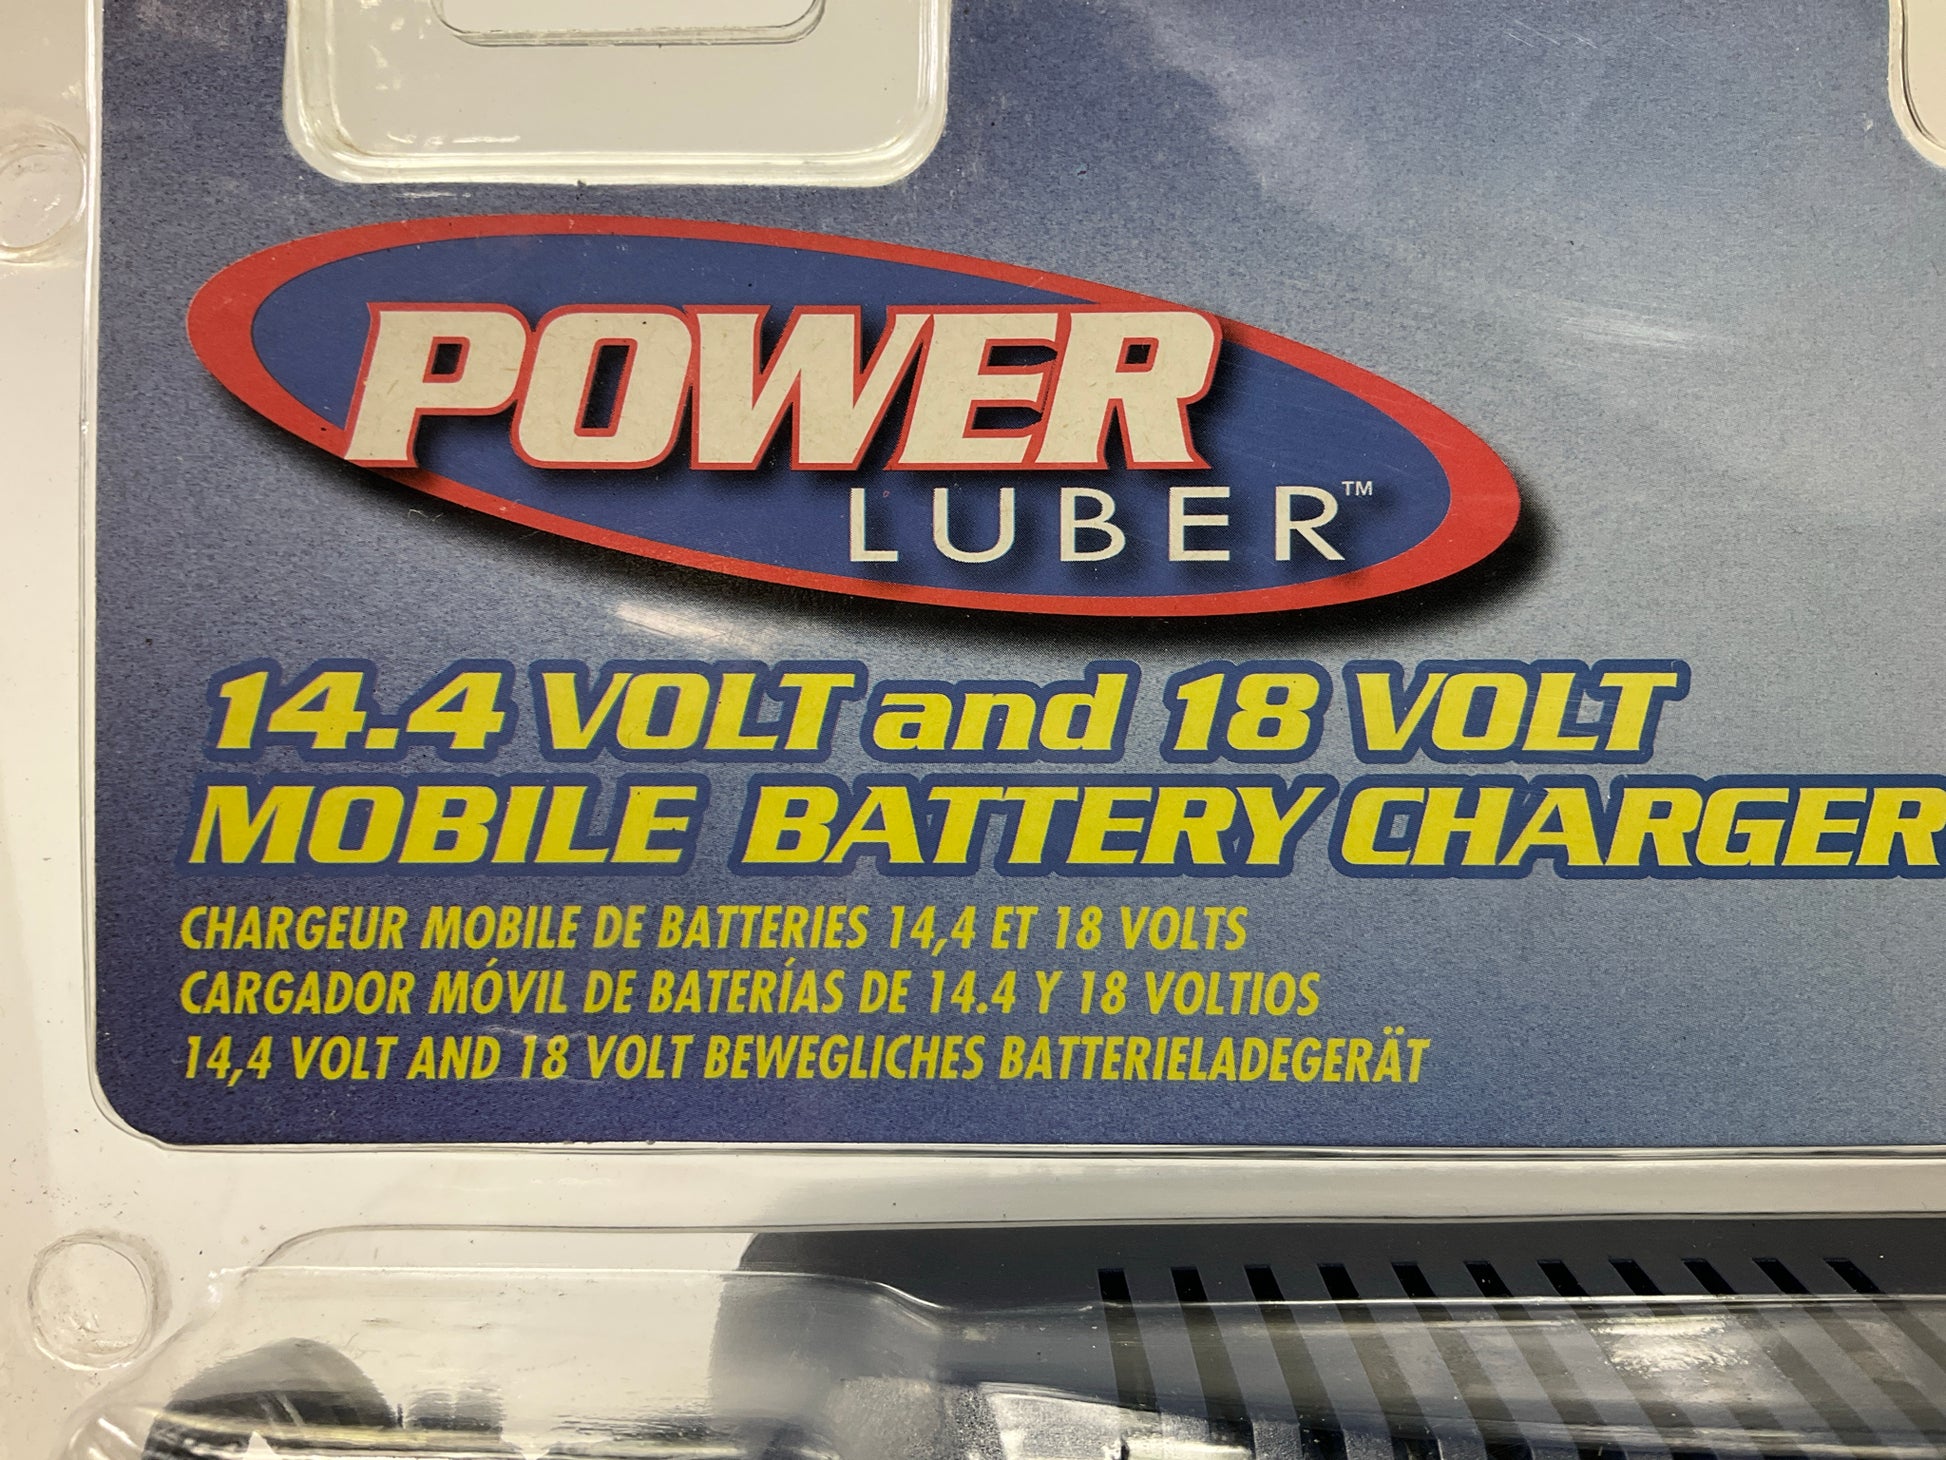 POWER
LUBER™
14.4 VOLT and 18 VOLT
MOBILE BATTERY CHARGER
CHARGEUR MOBILE DE BATTERIES 14,4 ET 18 VOLTS
CARGADOR MÓVIL DE BATERÍAS DE 14.4 Y 18 VOLTIOS
14,4 VOLT AND 18 VOLT BEWEGLICHES BATTERIELADEGERÄT